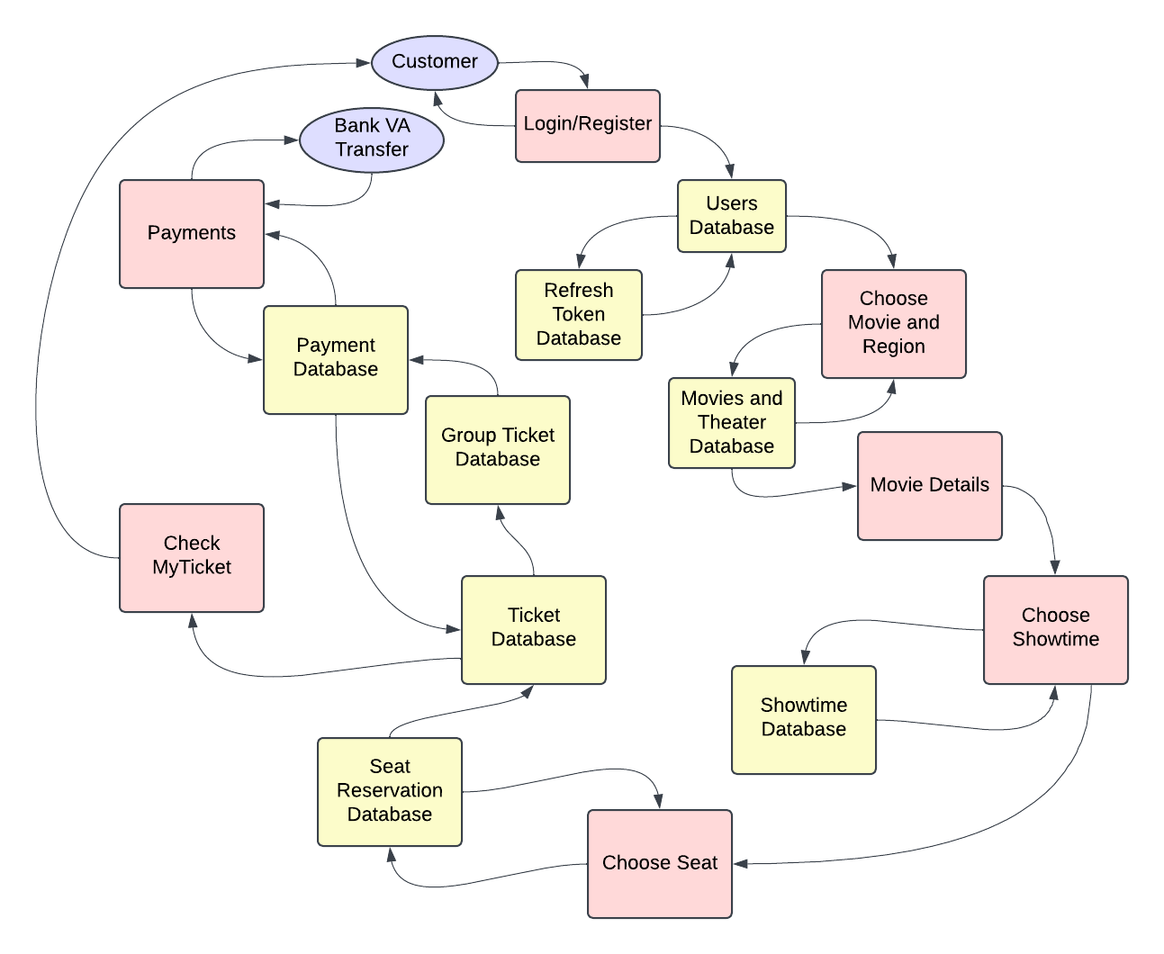 Customer
Bank VA
Transfer
Login/Register
Payments
Users
Database
Refresh
Token
Database
Choose
Movie and
Region
Payment
Database
Movies and
Theater
Database
Group Ticket
Database
Movie Details
Check
MyTicket
Ticket
Database
Choose
Showtime
Showtime
Database
Seat
Reservation
Database
Choose Seat